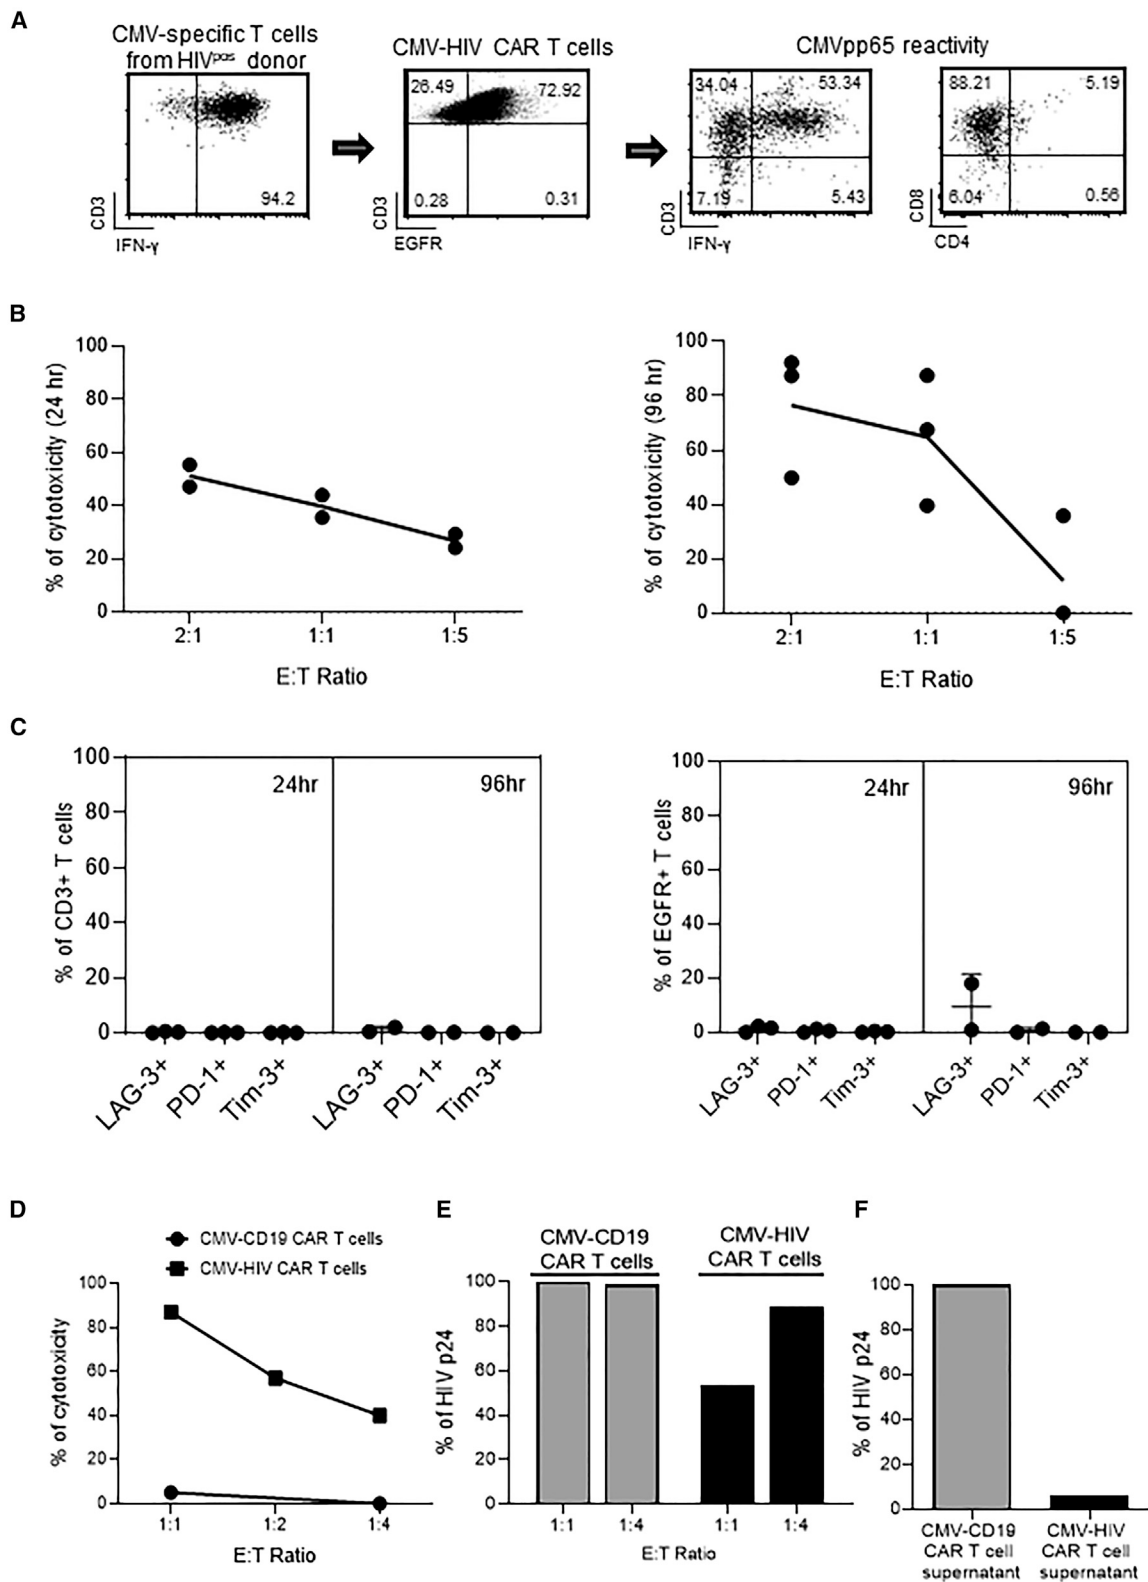 A
CMV-specific T cells
from HIVpos donor
CMV-HIV CAR T cells
CMVpp65 reactivity
94.2
CD3
IFN-γ
26.49
72.92
0.28
0.31
CD3
EGFR
34.04
53.34
7.19
5.43
CD3
IFN-γ
88.21
5.19
6.04
0.56
CD8
CD4
B
% of cytotoxicity (24 hr)
100
80
60
40
20
0
2:1
1:1
1:5
E:T Ratio
% of cytotoxicity (96 hr)
100
80
60
40
20
0
2:1
1:1
1:5
E:T Ratio
C
% of CD3+ T cells
100
80
60
40
20
0
24hr
96hr
LAG-3+
PD-1+
Tim-3+
LAG-3+
PD-1+
Tim-3+
% of EGFR+ T cells
100
80
60
40
20
0
24hr
96hr
LAG-3+
PD-1+
Tim-3+
LAG-3+
PD-1+
Tim-3+
D
CMV-CD19 CAR T cells
CMV-HIV CAR T cells
% of cytotoxicity
100
80
60
40
20
0
1:1
1:2
1:4
E:T Ratio
E
CMV-CD19
CAR T cells
CMV-HIV
CAR T cells
% of HIV p24
100
80
60
40
20
0
1:1
1:4
1:1
1:4
E:T Ratio
F
% of HIV p24
100
80
60
40
20
0
CMV-CD19
CAR T cell
supernatant
CMV-HIV
CAR T cell
supernatant